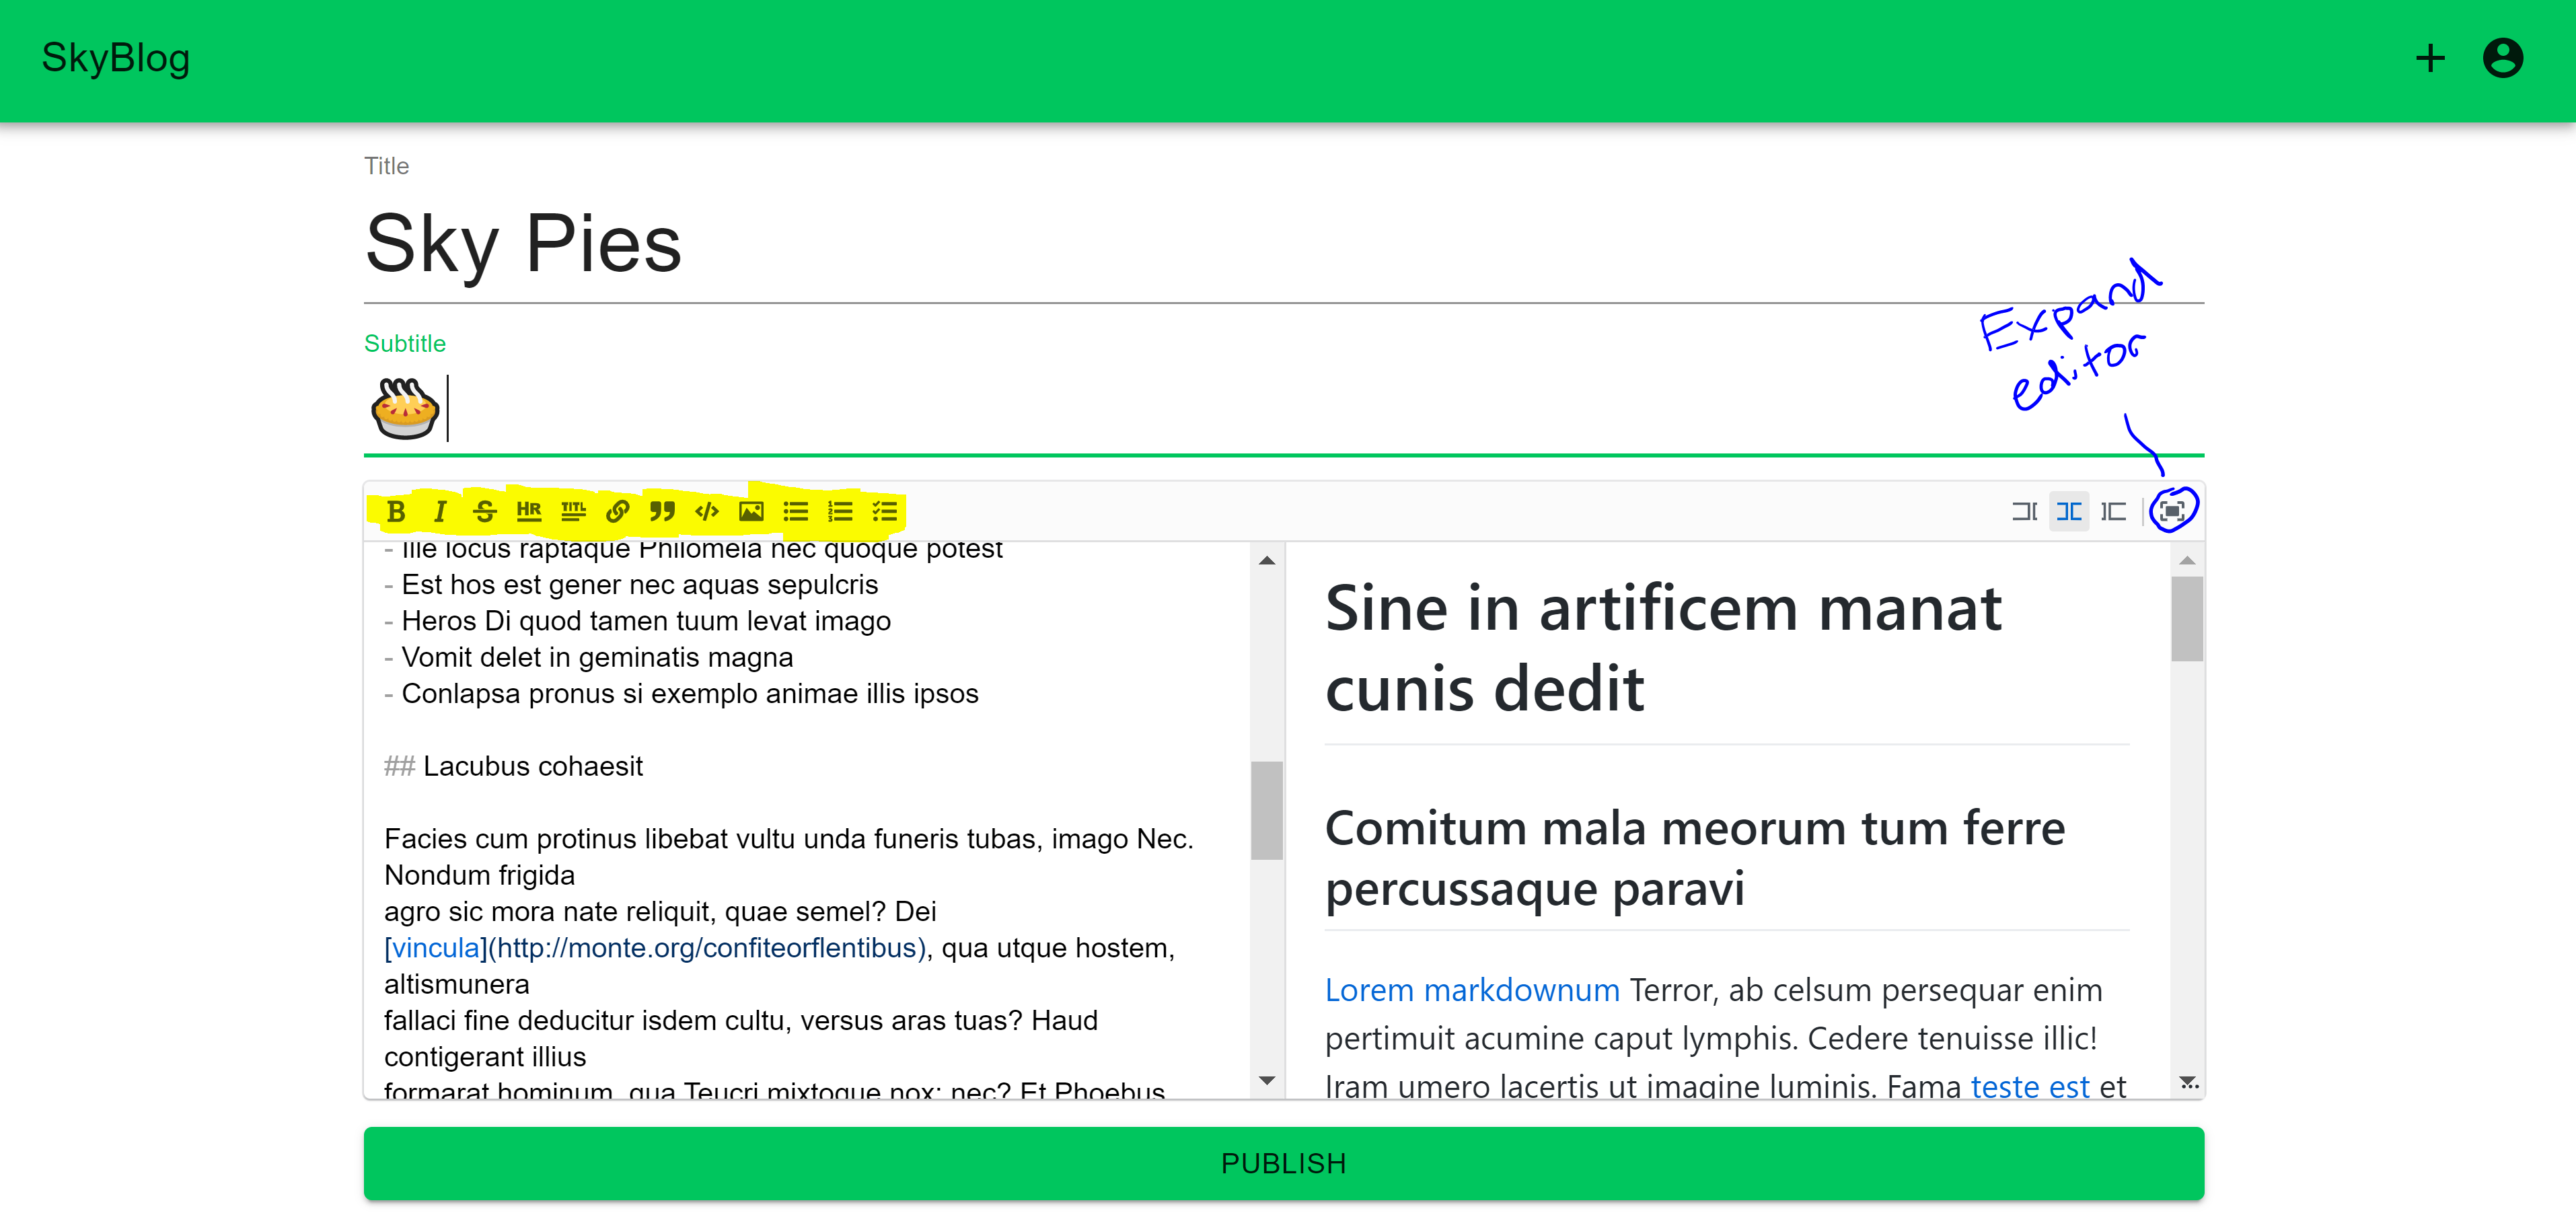 SkyBlog
Title
Sky Pies
Expand
editor
Subtitle
B I S HR TITL
- Ille locus raptaque Philomela nec quoque potest
- Est hos est gener nec aquas sepulcris
- Heros Di quod tamen tuum levat imago
- Vomit delet in geminatis magna
- Conlapsa pronus si exemplo animae illis ipsos
## Lacubus cohaesit
Facies cum protinus libebat vultu unda funeris tubas, imago Nec.
Nondum frigida
agro sic mora nate reliquit, quae semel? Dei
[vincula](http://monte.org/confiteorflentibus), qua utque hostem,
altismunera
fallaci fine deducitur isdem cultu, versus aras tuas? Haud
contigerant illius
formarat hominum, qua Teucri mixtoque nox: nec? Et Phoebus
Sine in artificem manat
cunis dedit
Comitum mala meorum tum ferre
percussaque paravi
Lorem markdownum Terror, ab celsum persequar enim
pertimuit acumine caput lymphis. Cedere tenuisse illic!
Iram umero lacertis ut imagine luminis. Fama teste est et
PUBLISH